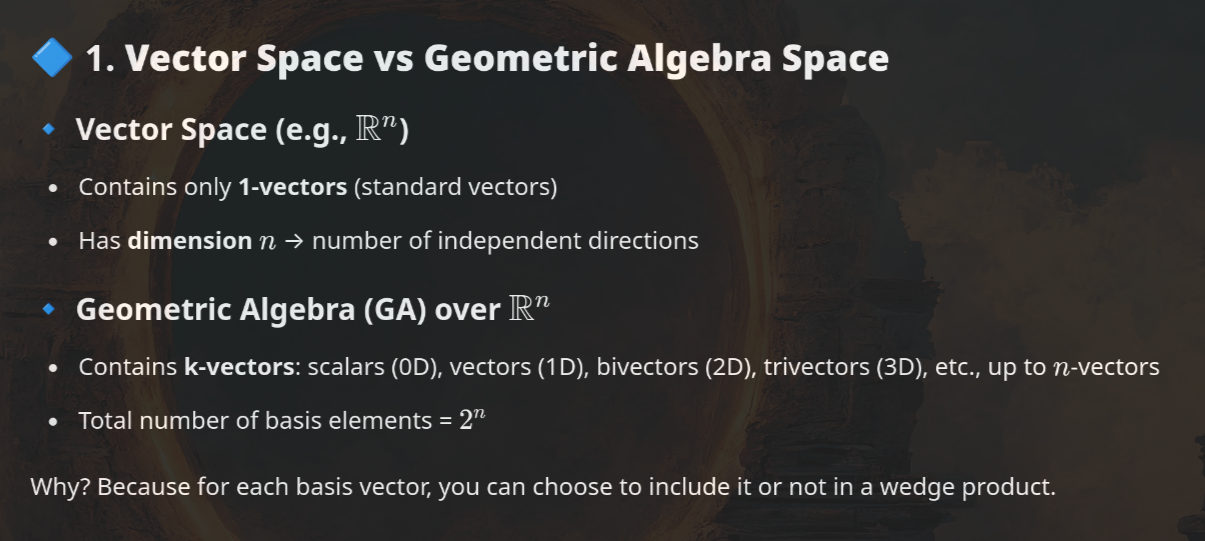 🔷 1. Vector Space vs Geometric Algebra Space
🔹 Vector Space (e.g., ℝⁿ)
• Contains only 1-vectors (standard vectors)
• Has dimension n → number of independent directions
🔹 Geometric Algebra (GA) over ℝⁿ
• Contains k-vectors: scalars (0D), vectors (1D), bivectors (2D), trivectors (3D), etc., up to n-vectors
• Total number of basis elements = 2ⁿ
Why? Because for each basis vector, you can choose to include it or not in a wedge product.